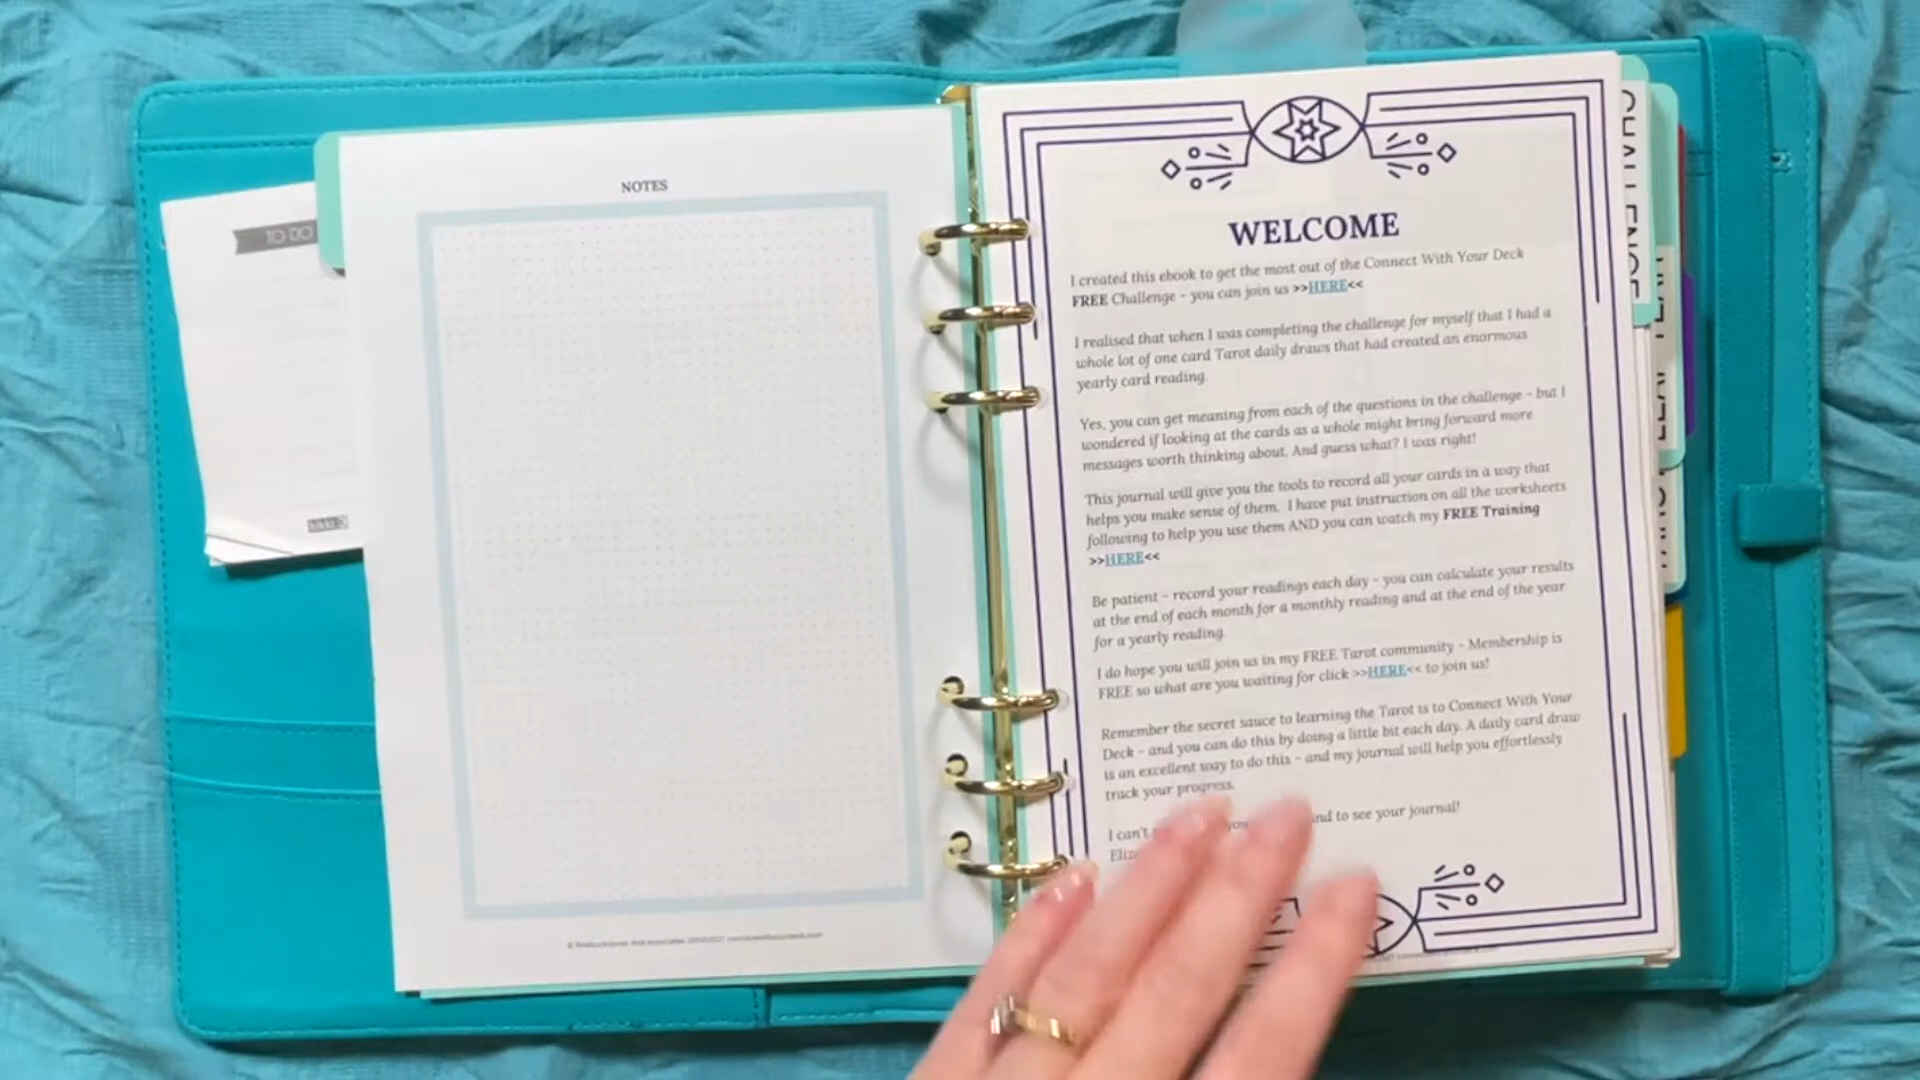 TO DO
NOTES
WELCOME
I created this ebook to get the most out of the Connect With Your Deck
FREE Challenge - you can join us >>HERE<<
I realised that when I was completing the challenge for myself that I had a
whole lot of one card Tarot daily draws that had created an enormous
yearly card reading.
Yes, you can get meaning from each of the questions in the challenge - but I
wondered if looking at the cards as a whole might bring forward more
messages worth thinking about. And guess what? I was right!
This journal will give you the tools to record all your cards in a way that
helps you make sense of them. I have put instruction on all the worksheets
following to help you use them AND you can watch my FREE Training
>>HERE<<
Be patient - record your readings each day - you can calculate your results
at the end of each month for a monthly reading and at the end of the year
for a yearly reading.
I do hope you will join us in my FREE Tarot community - Membership is
FREE so what are you waiting for click >>HERE<< to join us!
Remember the secret sauce to learning the Tarot is to Connect With Your
Deck - and you can do this by doing a little bit each day. A daily card draw
is an excellent way to do this - and my journal will help you effortlessly
track your progress.
I can't to see your journal!
CHALLENGE
YEAR